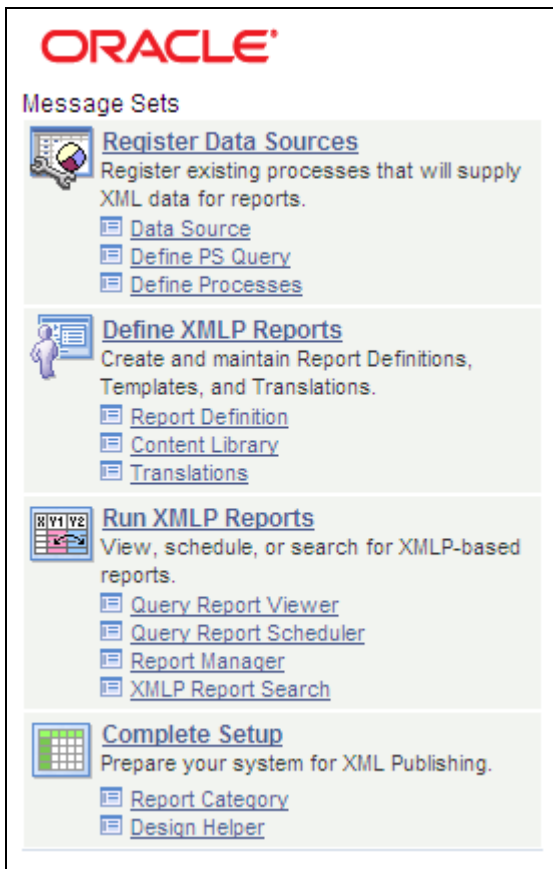 ORACLE
Message Sets
Register Data Sources
Register existing processes that will supply
XML data for reports.
Data Source
Define PS Query
Define Processes
Define XMLP Reports
Create and maintain Report Definitions,
Templates, and Translations.
Report Definition
Content Library
Translations
X Y1 Y2
Run XMLP Reports
View, schedule, or search for XMLP-based
reports.
Query Report Viewer
Query Report Scheduler
Report Manager
XMLP Report Search
Complete Setup
Prepare your system for XML Publishing.
Report Category
Design Helper